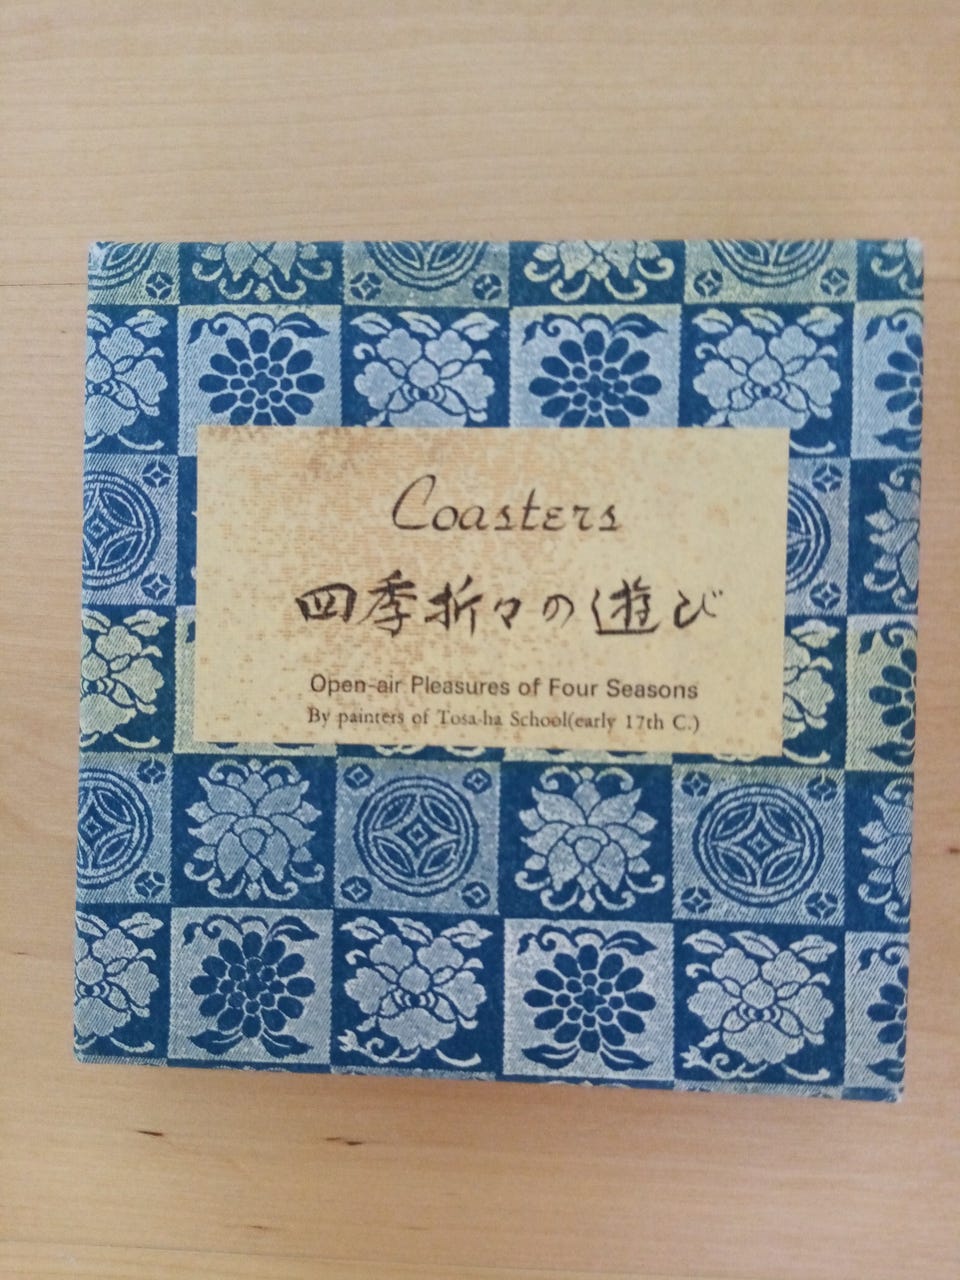 Coasters
四季折々の遊び
Open-air Pleasures of Four Seasons
By painters of Tosa-ha School(early 17th C.)